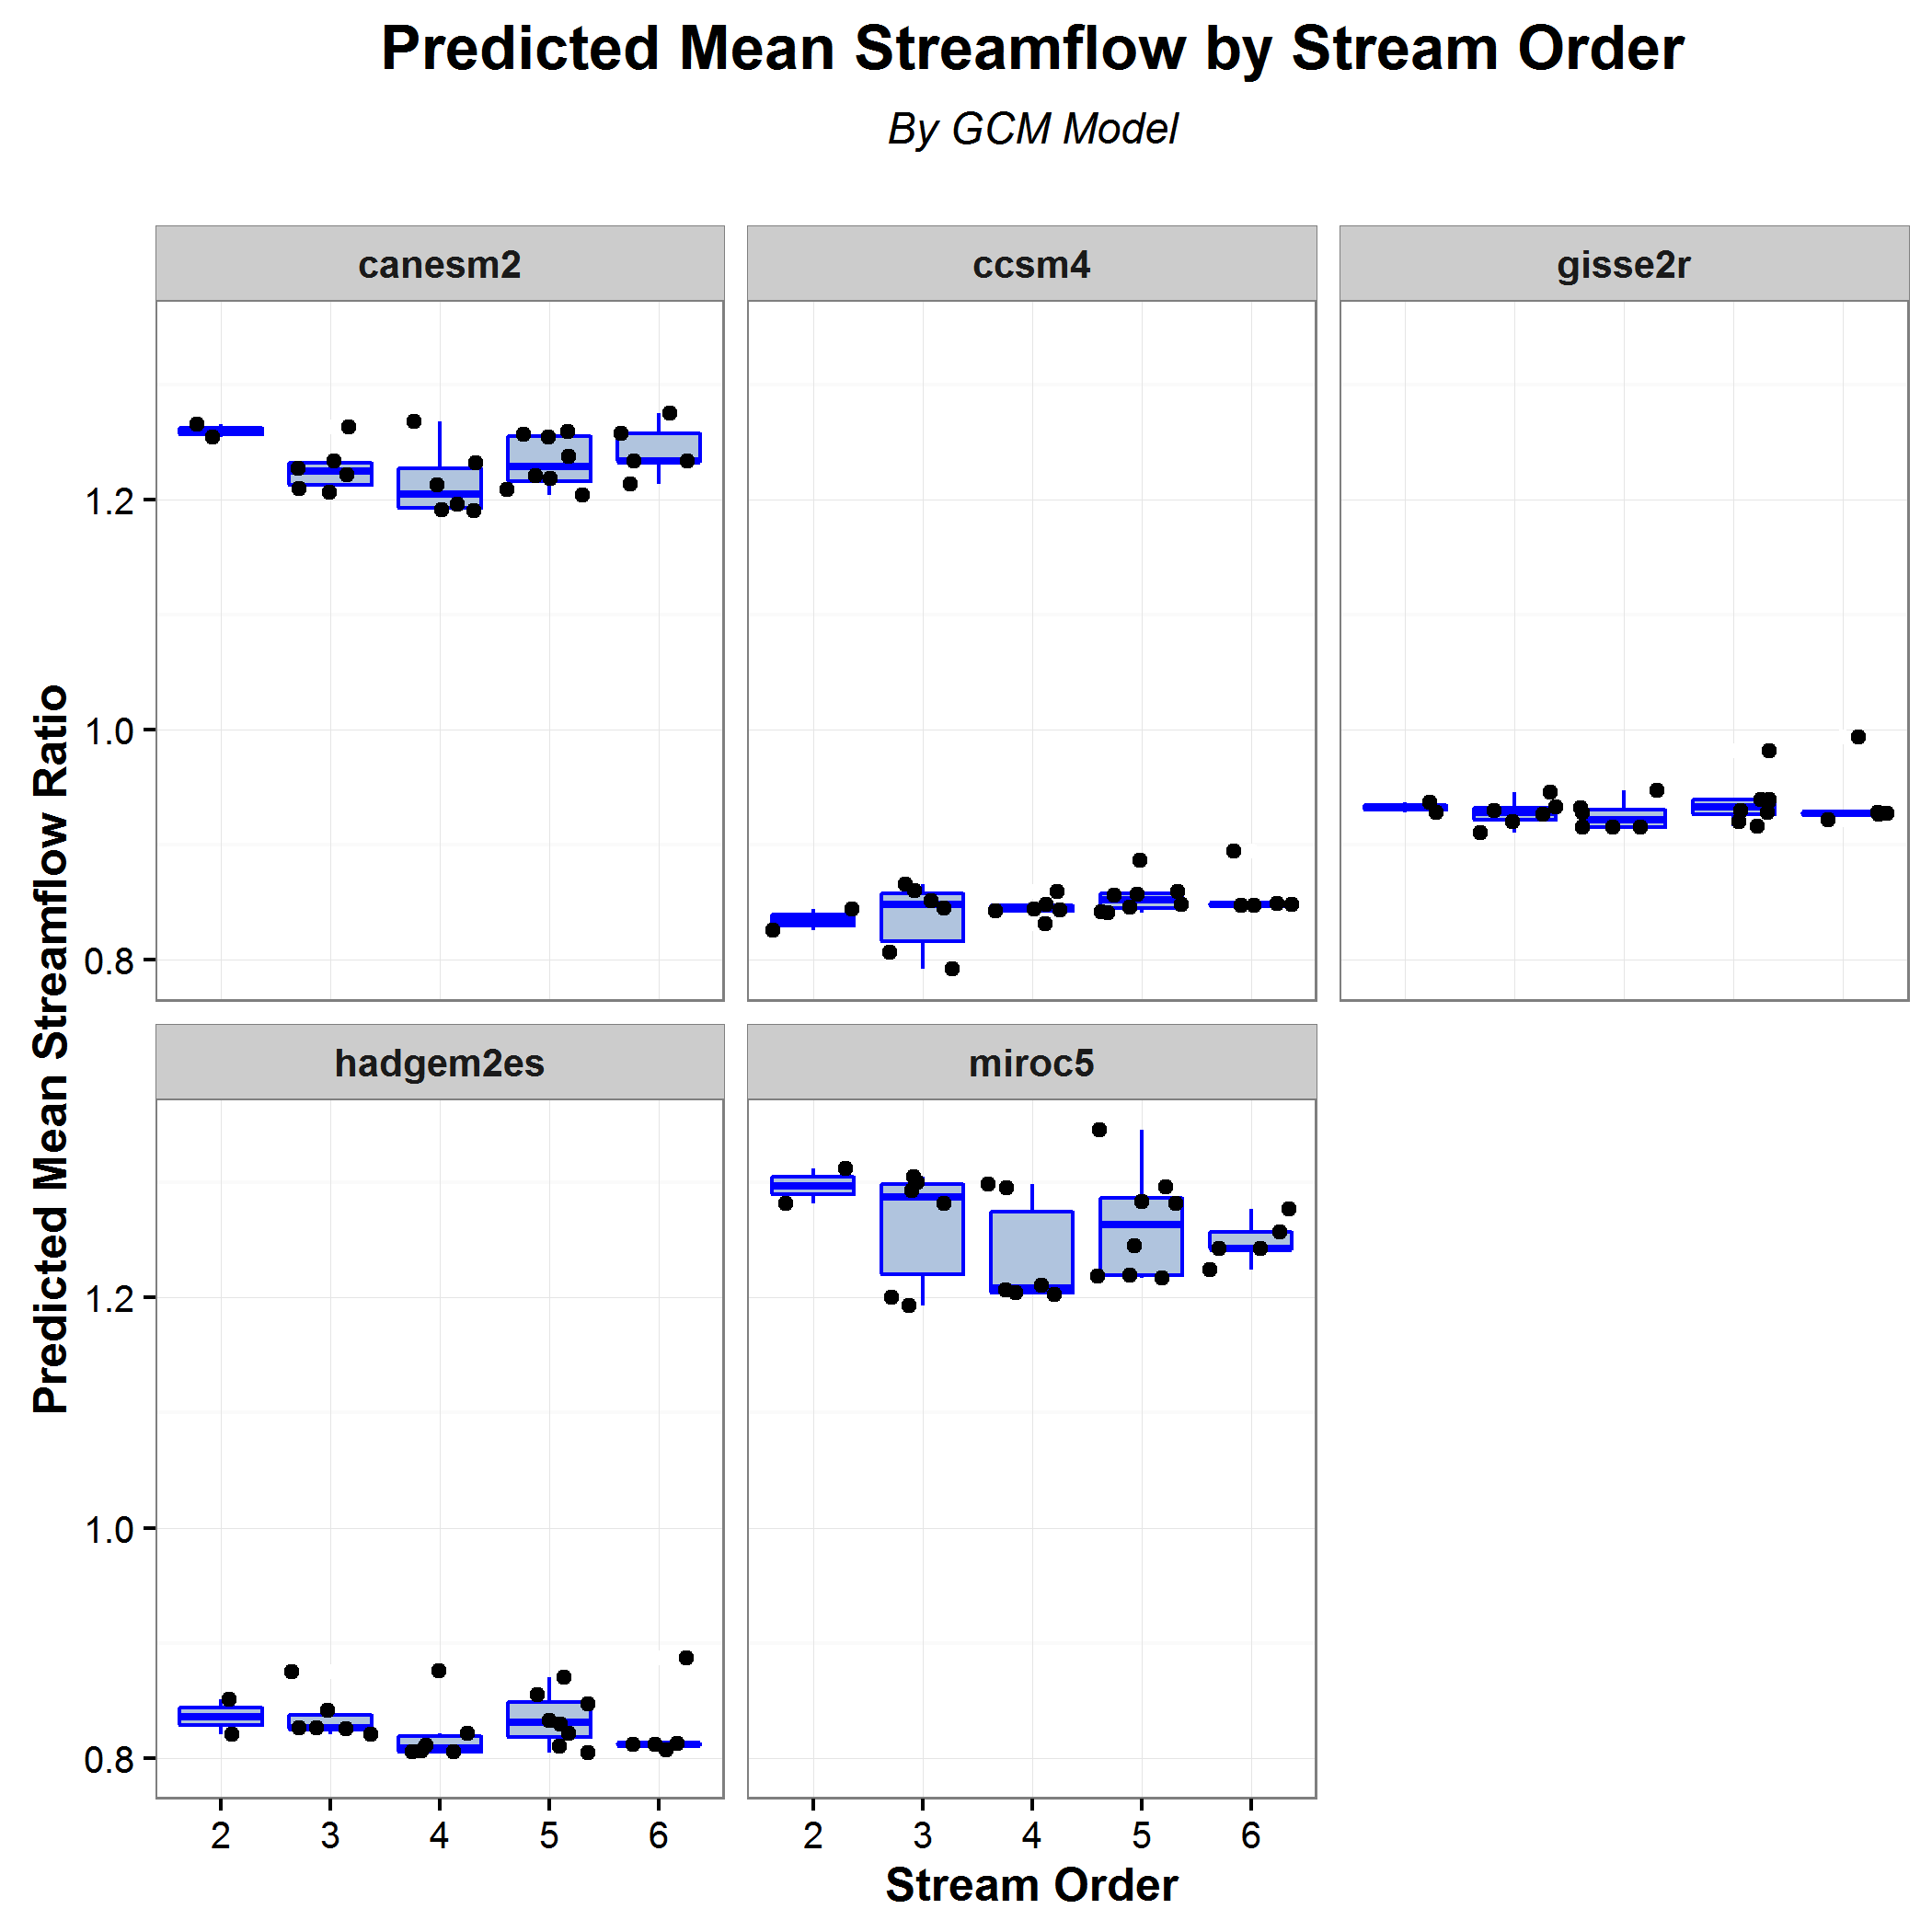 Predicted Mean Streamflow by Stream Order
By GCM Model
canesm2
ccsm4
gisse2r
1.2
1.0
0.8
Predicted Mean Streamflow Ratio
hadgem2es
miroc5
1.2
1.0
0.8
2 3 4 5 6
2 3 4 5 6
Stream Order